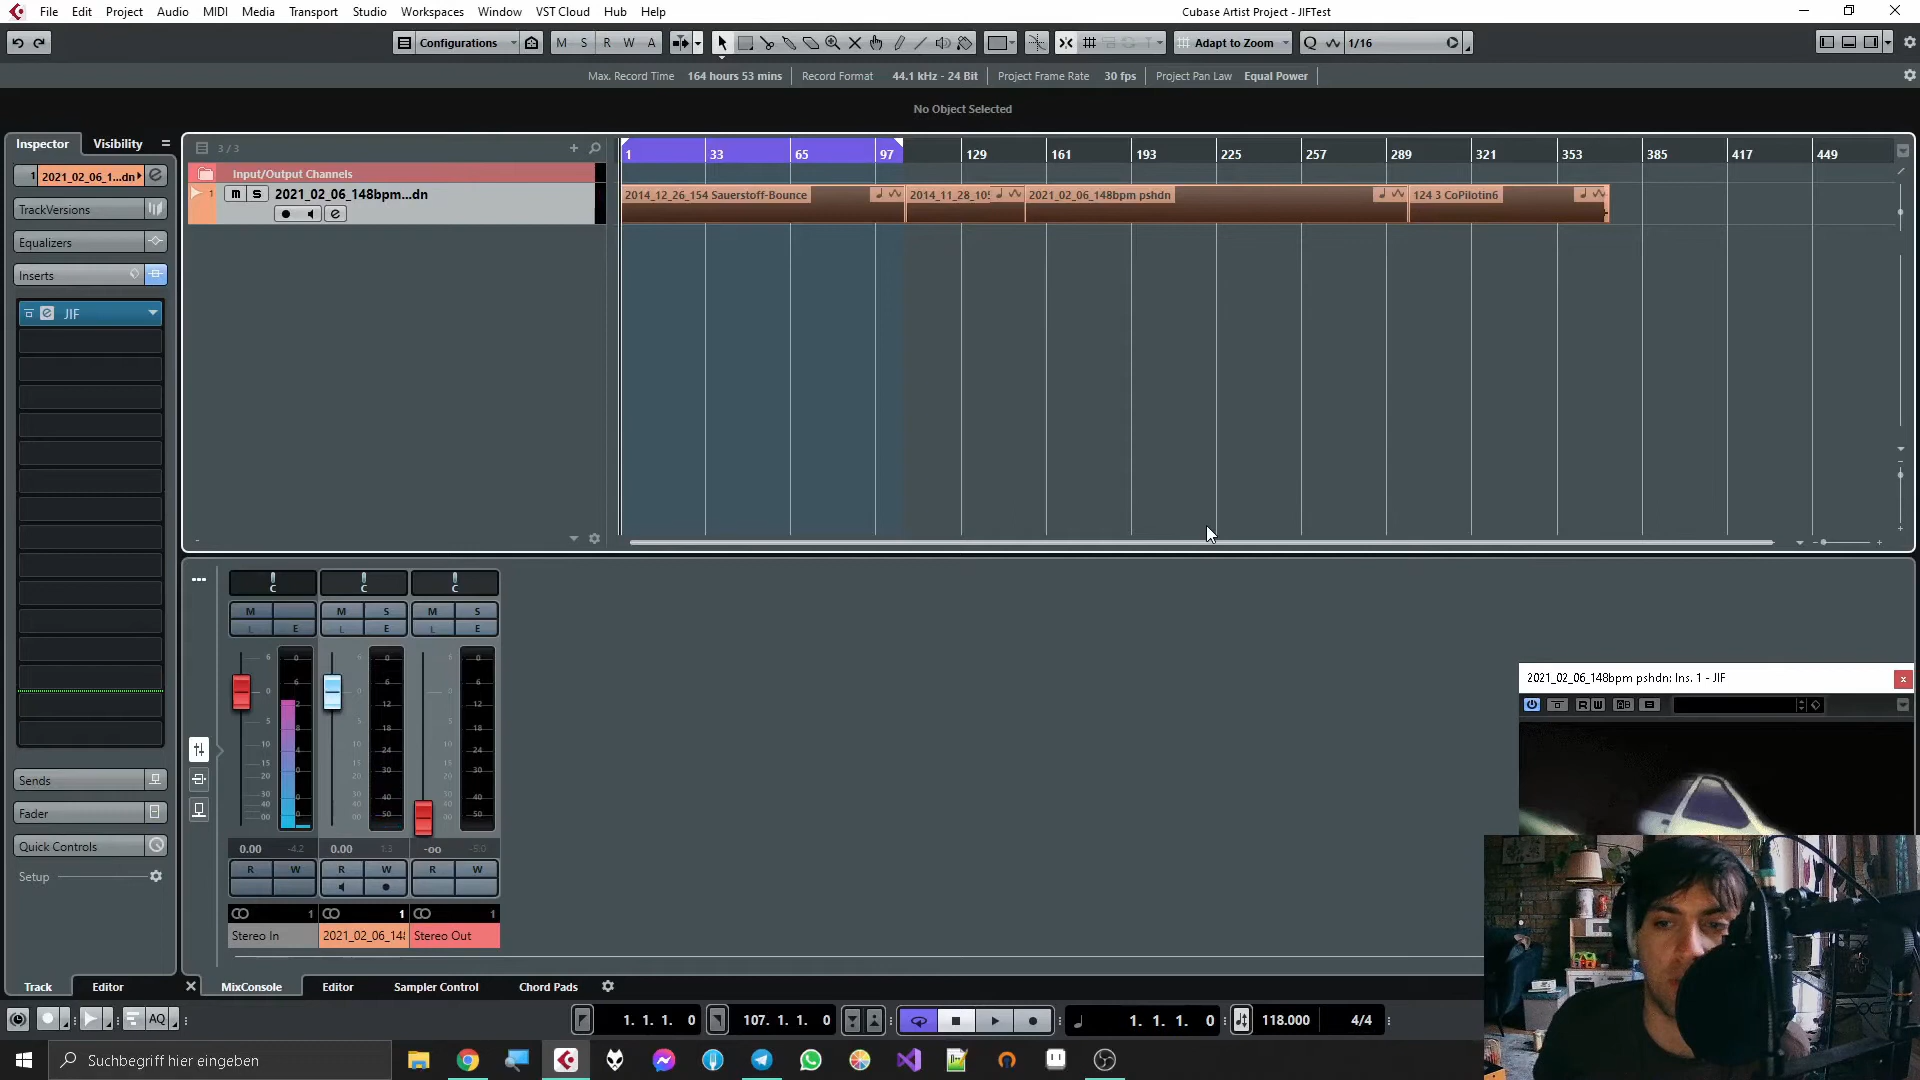 File Edit Project Audio MIDI Media Transport Studio Workspaces Window VST Cloud Hub Help
Cubase Artist Project - JIFTest
Configurations M S R W A Adapt to Zoom Q 1/16
Max. Record Time 164 hours 53 mins Record Format 44.1 kHz - 24 Bit Project Frame Rate 30 fps Project Pan Law Equal Power
No Object Selected
Inspector Visibility
1 2021_02_06_1...dn
TrackVersions
Equalizers
Inserts
JIF
Sends
Fader
Quick Controls
Setup
3 / 3
1 33 65 97 129 161 193 225 257 289 321 353 385 417 449
Input/Output Channels
1 m S 2021_02_06_148bpm...dn
2014_12_26_154 Sauerstoff-Bounce
2014_11_28_10
2021_02_06_148bpm pshdn
124 3 CoPilotin6
C C C
M M S M S
L E L E L E
0.00 -4.2 0.00 1.3 -oo -5.0
R W R W R W
1 1 1
Stereo In 2021_02_06_14 Stereo Out
2021_02_06_148bpm pshdn: Ins. 1 - JIF
R W
Track Editor
MixConsole Editor Sampler Control Chord Pads
AQ
1. 1. 1. 0
107. 1. 1. 0
1. 1. 1. 0
118.000
4/4
Suchbegriff hier eingeben